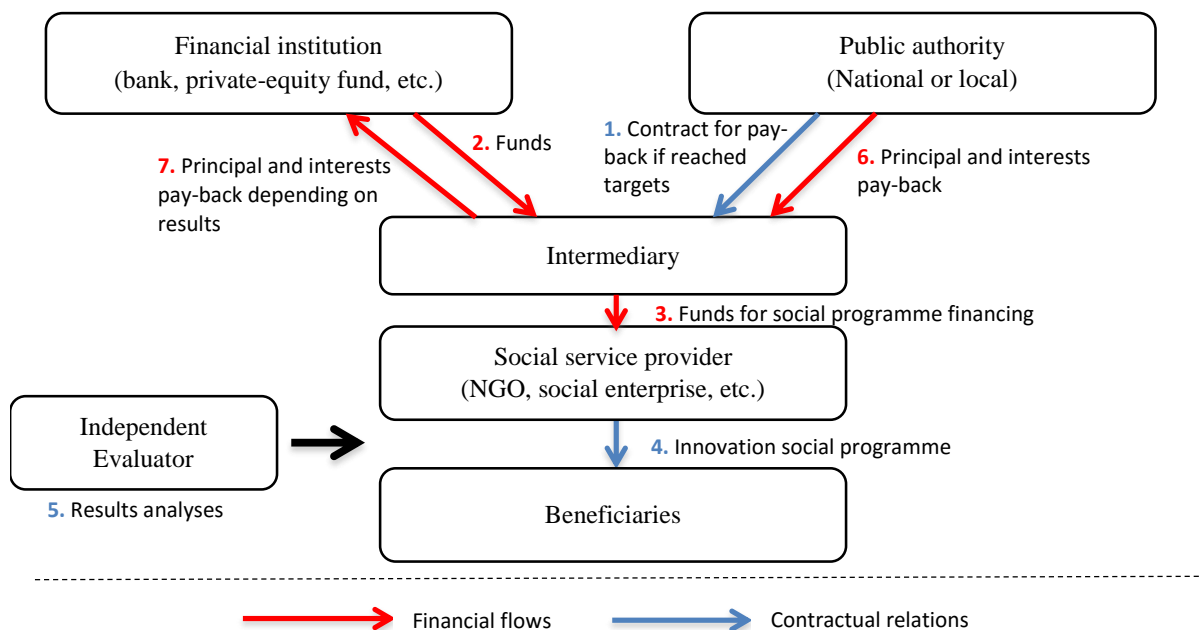 Financial institution
(bank, private-equity fund, etc.)
Public authority
(National or local)
7. Principal and interests
pay-back depending on
results
2. Funds
1. Contract for pay-
back if reached
targets
6. Principal and interests
pay-back
Intermediary
3. Funds for social programme financing
Social service provider
(NGO, social enterprise, etc.)
Independent
Evaluator
5. Results analyses
4. Innovation social programme
Beneficiaries
Financial flows
Contractual relations